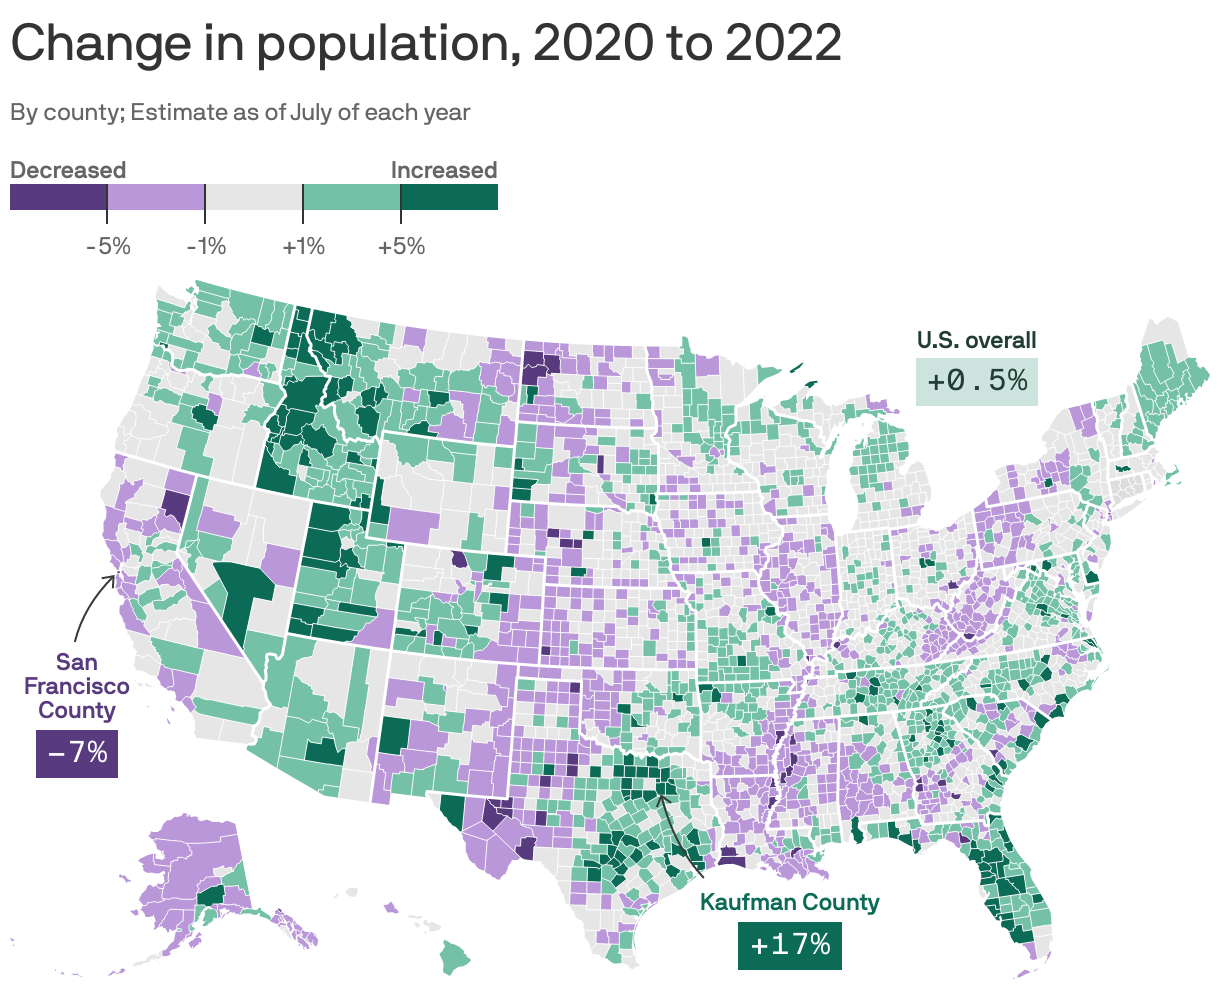 Change in population, 2020 to 2022
By county; Estimate as of July of each year
Decreased Increased
-5% -1% +1% +5%
U.S. overall
+0.5%
San
Francisco
County
-7%
Kaufman County
+17%